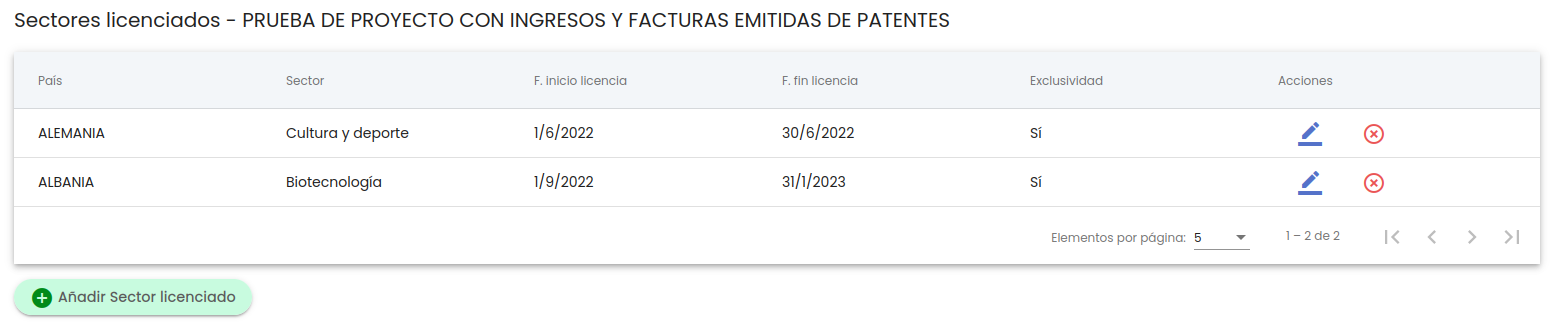 Sectores licenciados - PRUEBA DE PROYECTO CON INGRESOS Y FACTURAS EMITIDAS DE PATENTES
País Sector F. inicio licencia F. fin licencia Exclusividad Acciones
ALEMANIA Cultura y deporte 1/6/2022 30/6/2022 Sí
ALBANIA Biotecnología 1/9/2022 31/1/2023 Sí
Elementos por página: 5 1 – 2 de 2
Añadir Sector licenciado